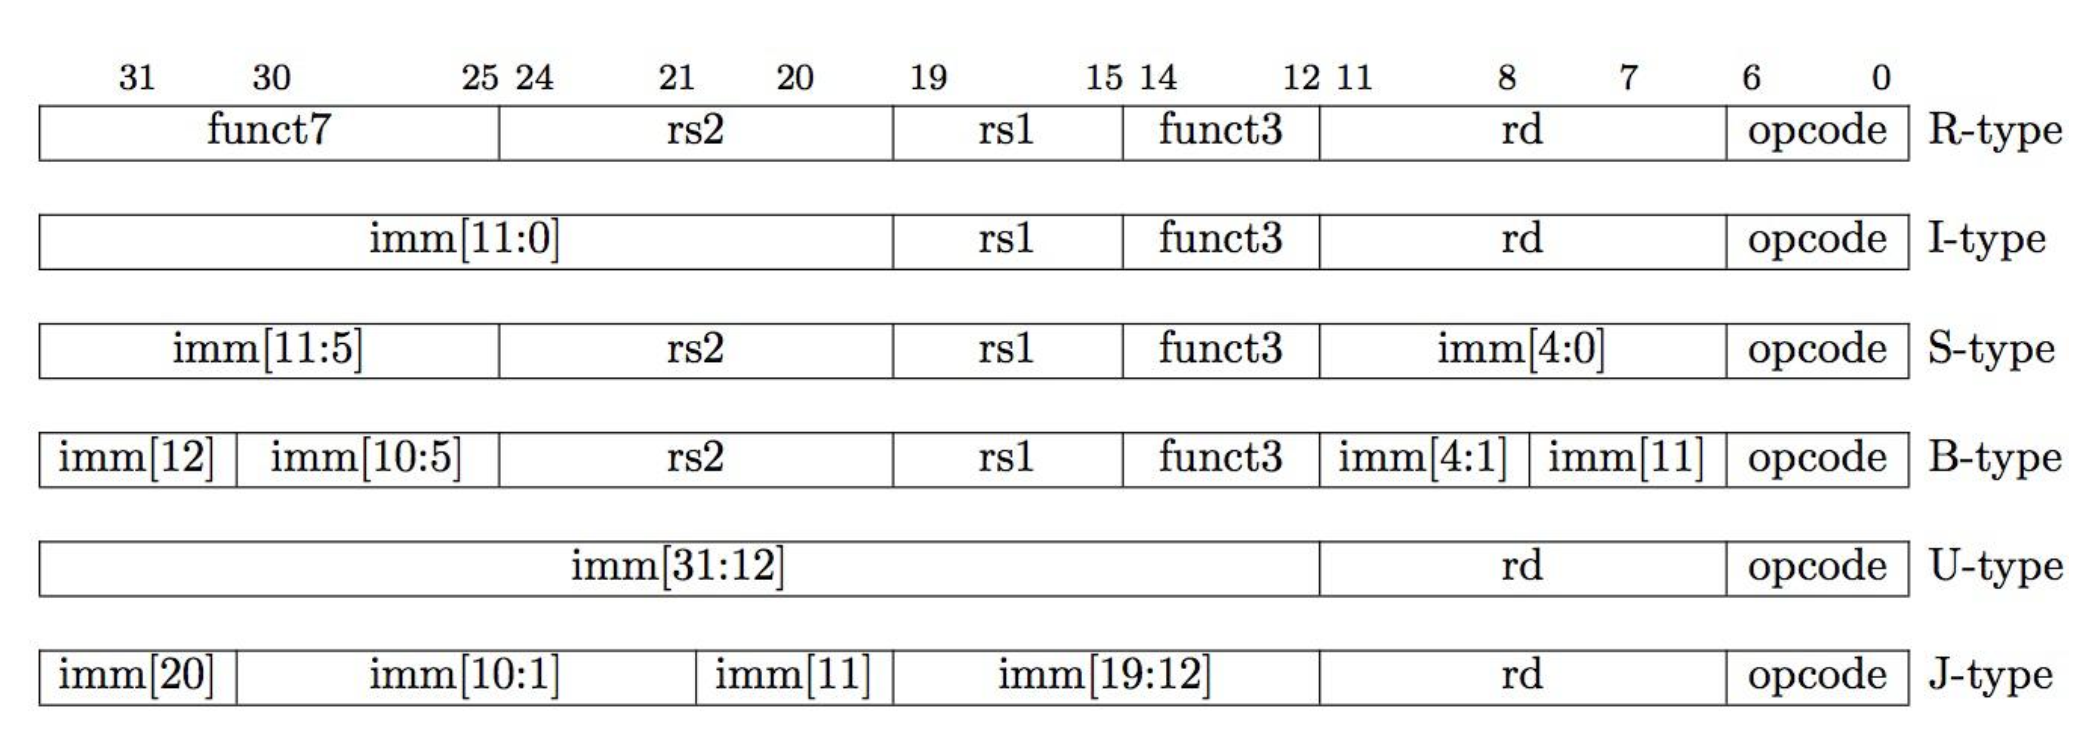 31 30 25 24 21 20 19 15 14 12 11 8 7 6 0
funct7 rs2 rs1 funct3 rd opcode R-type
imm[11:0] rs1 funct3 rd opcode I-type
imm[11:5] rs2 rs1 funct3 imm[4:0] opcode S-type
imm[12] imm[10:5] rs2 rs1 funct3 imm[4:1] imm[11] opcode B-type
imm[31:12] rd opcode U-type
imm[20] imm[10:1] imm[11] imm[19:12] rd opcode J-type